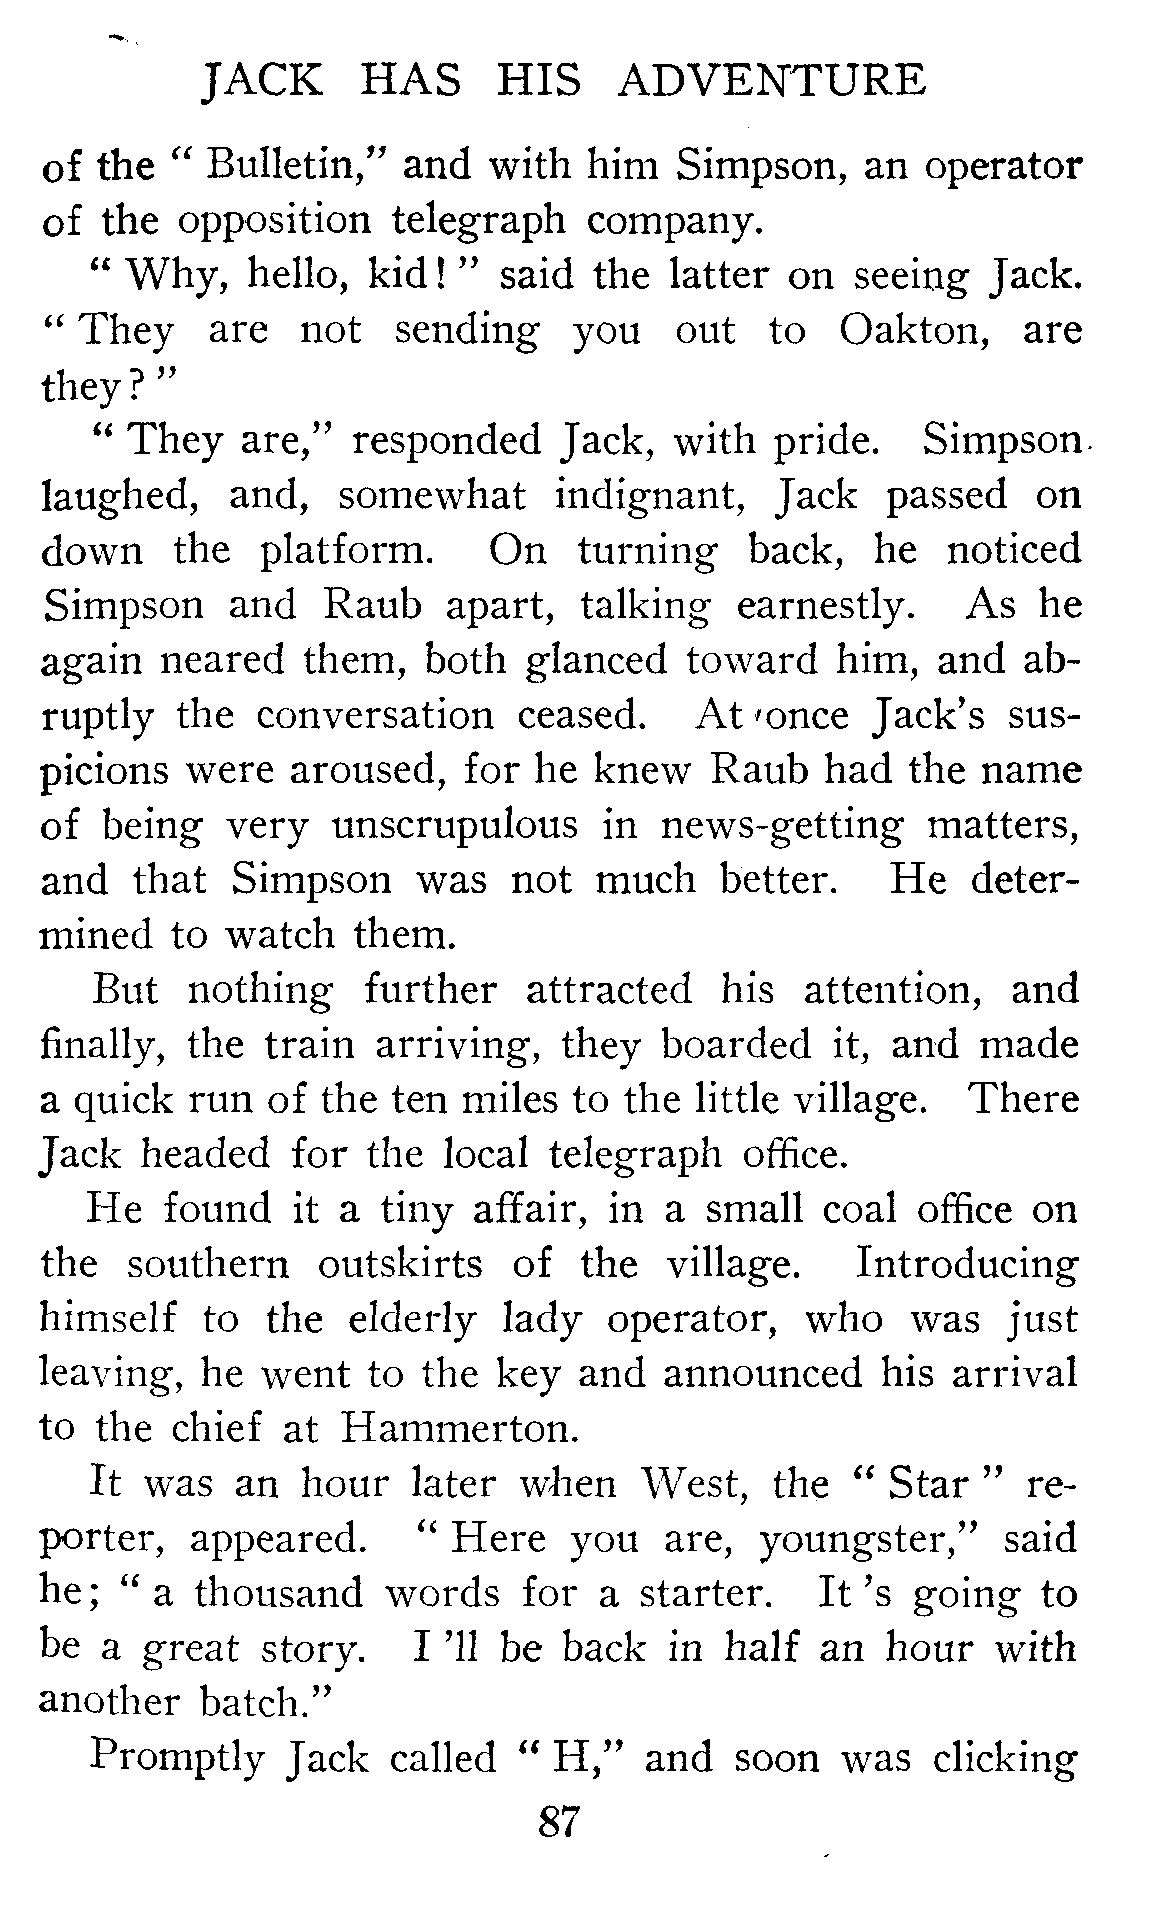 JACK HAS HIS ADVENTURE
of the “ Bulletin,” and with him Simpson, an operator
of the opposition telegraph company.
“ Why, hello, kid! ” said the latter on seeing Jack.
“ They are not sending you out to Oakton, are
they? ”
“ They are,” responded Jack, with pride. Simpson
laughed, and, somewhat indignant, Jack passed on
down the platform. On turning back, he noticed
Simpson and Raub apart, talking earnestly. As he
again neared them, both glanced toward him, and ab-
ruptly the conversation ceased. At once Jack’s sus-
picions were aroused, for he knew Raub had the name
of being very unscrupulous in news-getting matters,
and that Simpson was not much better. He deter-
mined to watch them.
But nothing further attracted his attention, and
finally, the train arriving, they boarded it, and made
a quick run of the ten miles to the little village. There
Jack headed for the local telegraph office.
He found it a tiny affair, in a small coal office on
the southern outskirts of the village. Introducing
himself to the elderly lady operator, who was just
leaving, he went to the key and announced his arrival
to the chief at Hammerton.
It was an hour later when West, the “ Star ” re-
porter, appeared. “ Here you are, youngster,” said
he; “ a thousand words for a starter. It ’s going to
be a great story. I ’ll be back in half an hour with
another batch.”
Promptly Jack called “ H,” and soon was clicking
87